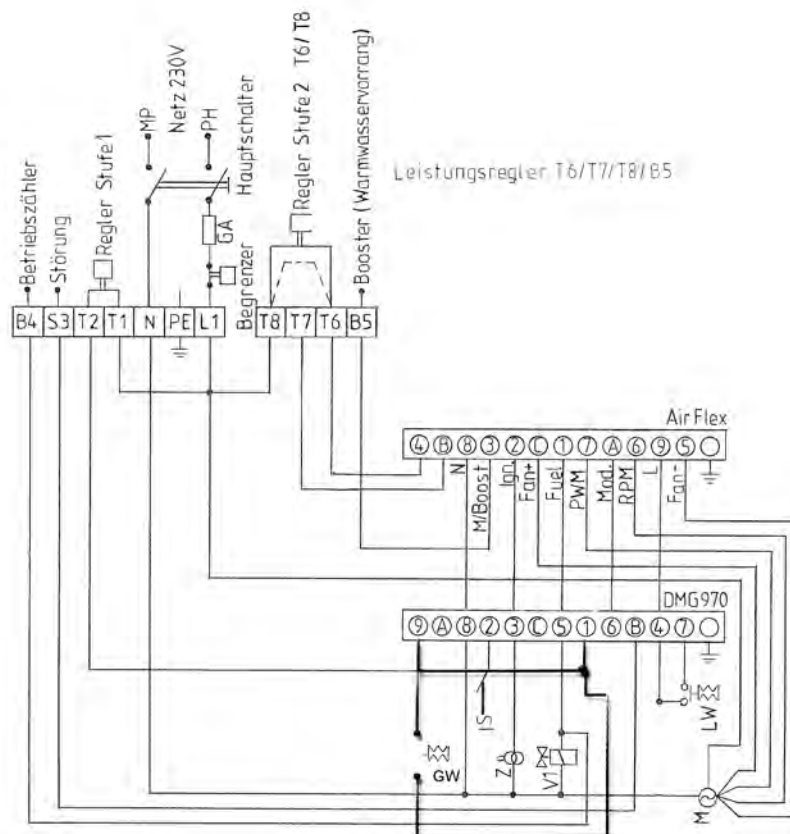 Betriebszähler
Störung
Regler Stufe1
MP
Netz 230V
PH
Hauptschalter
GA
Begrenzer
Regler Stufe 2 T6/T8
Booster (Warmwasservorrang)
Leistungsregler T6/T7/T8/B5
B4 S3 T2 T1 N PE L1 T8 T7 T6 B5
Air Flex
4 B 8 3 2 C 1 7 A 6 9 5
N M/Boost Ign. Fan+ Fuel PWM Mod. RPM L Fan-
DMG970
9 A 8 2 3 C 5 1 6 B 4 7
IS
LW
GW
Z
V1
M